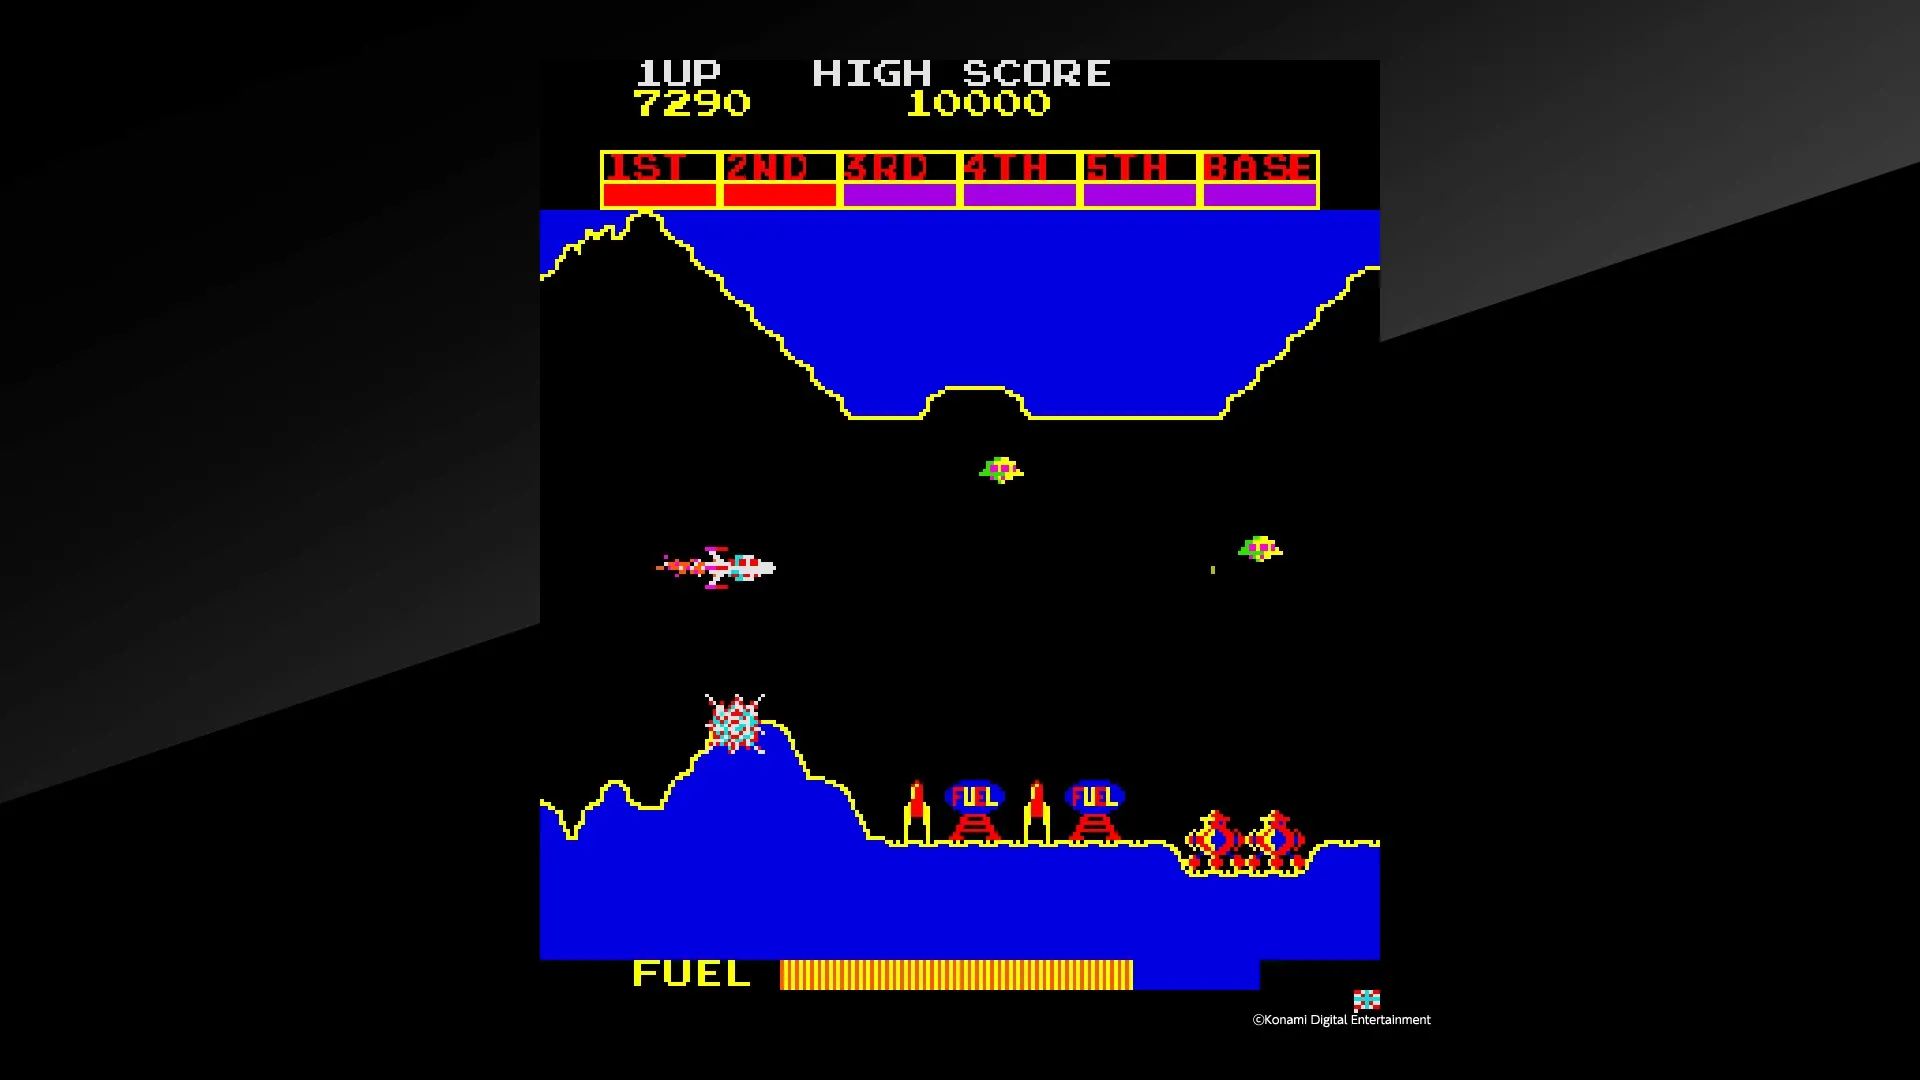 1UP HIGH SCORE
7290 10000
1ST 2ND 3RD 4TH 5TH BASE
FUEL FUEL
FUEL
©Konami Digital Entertainment